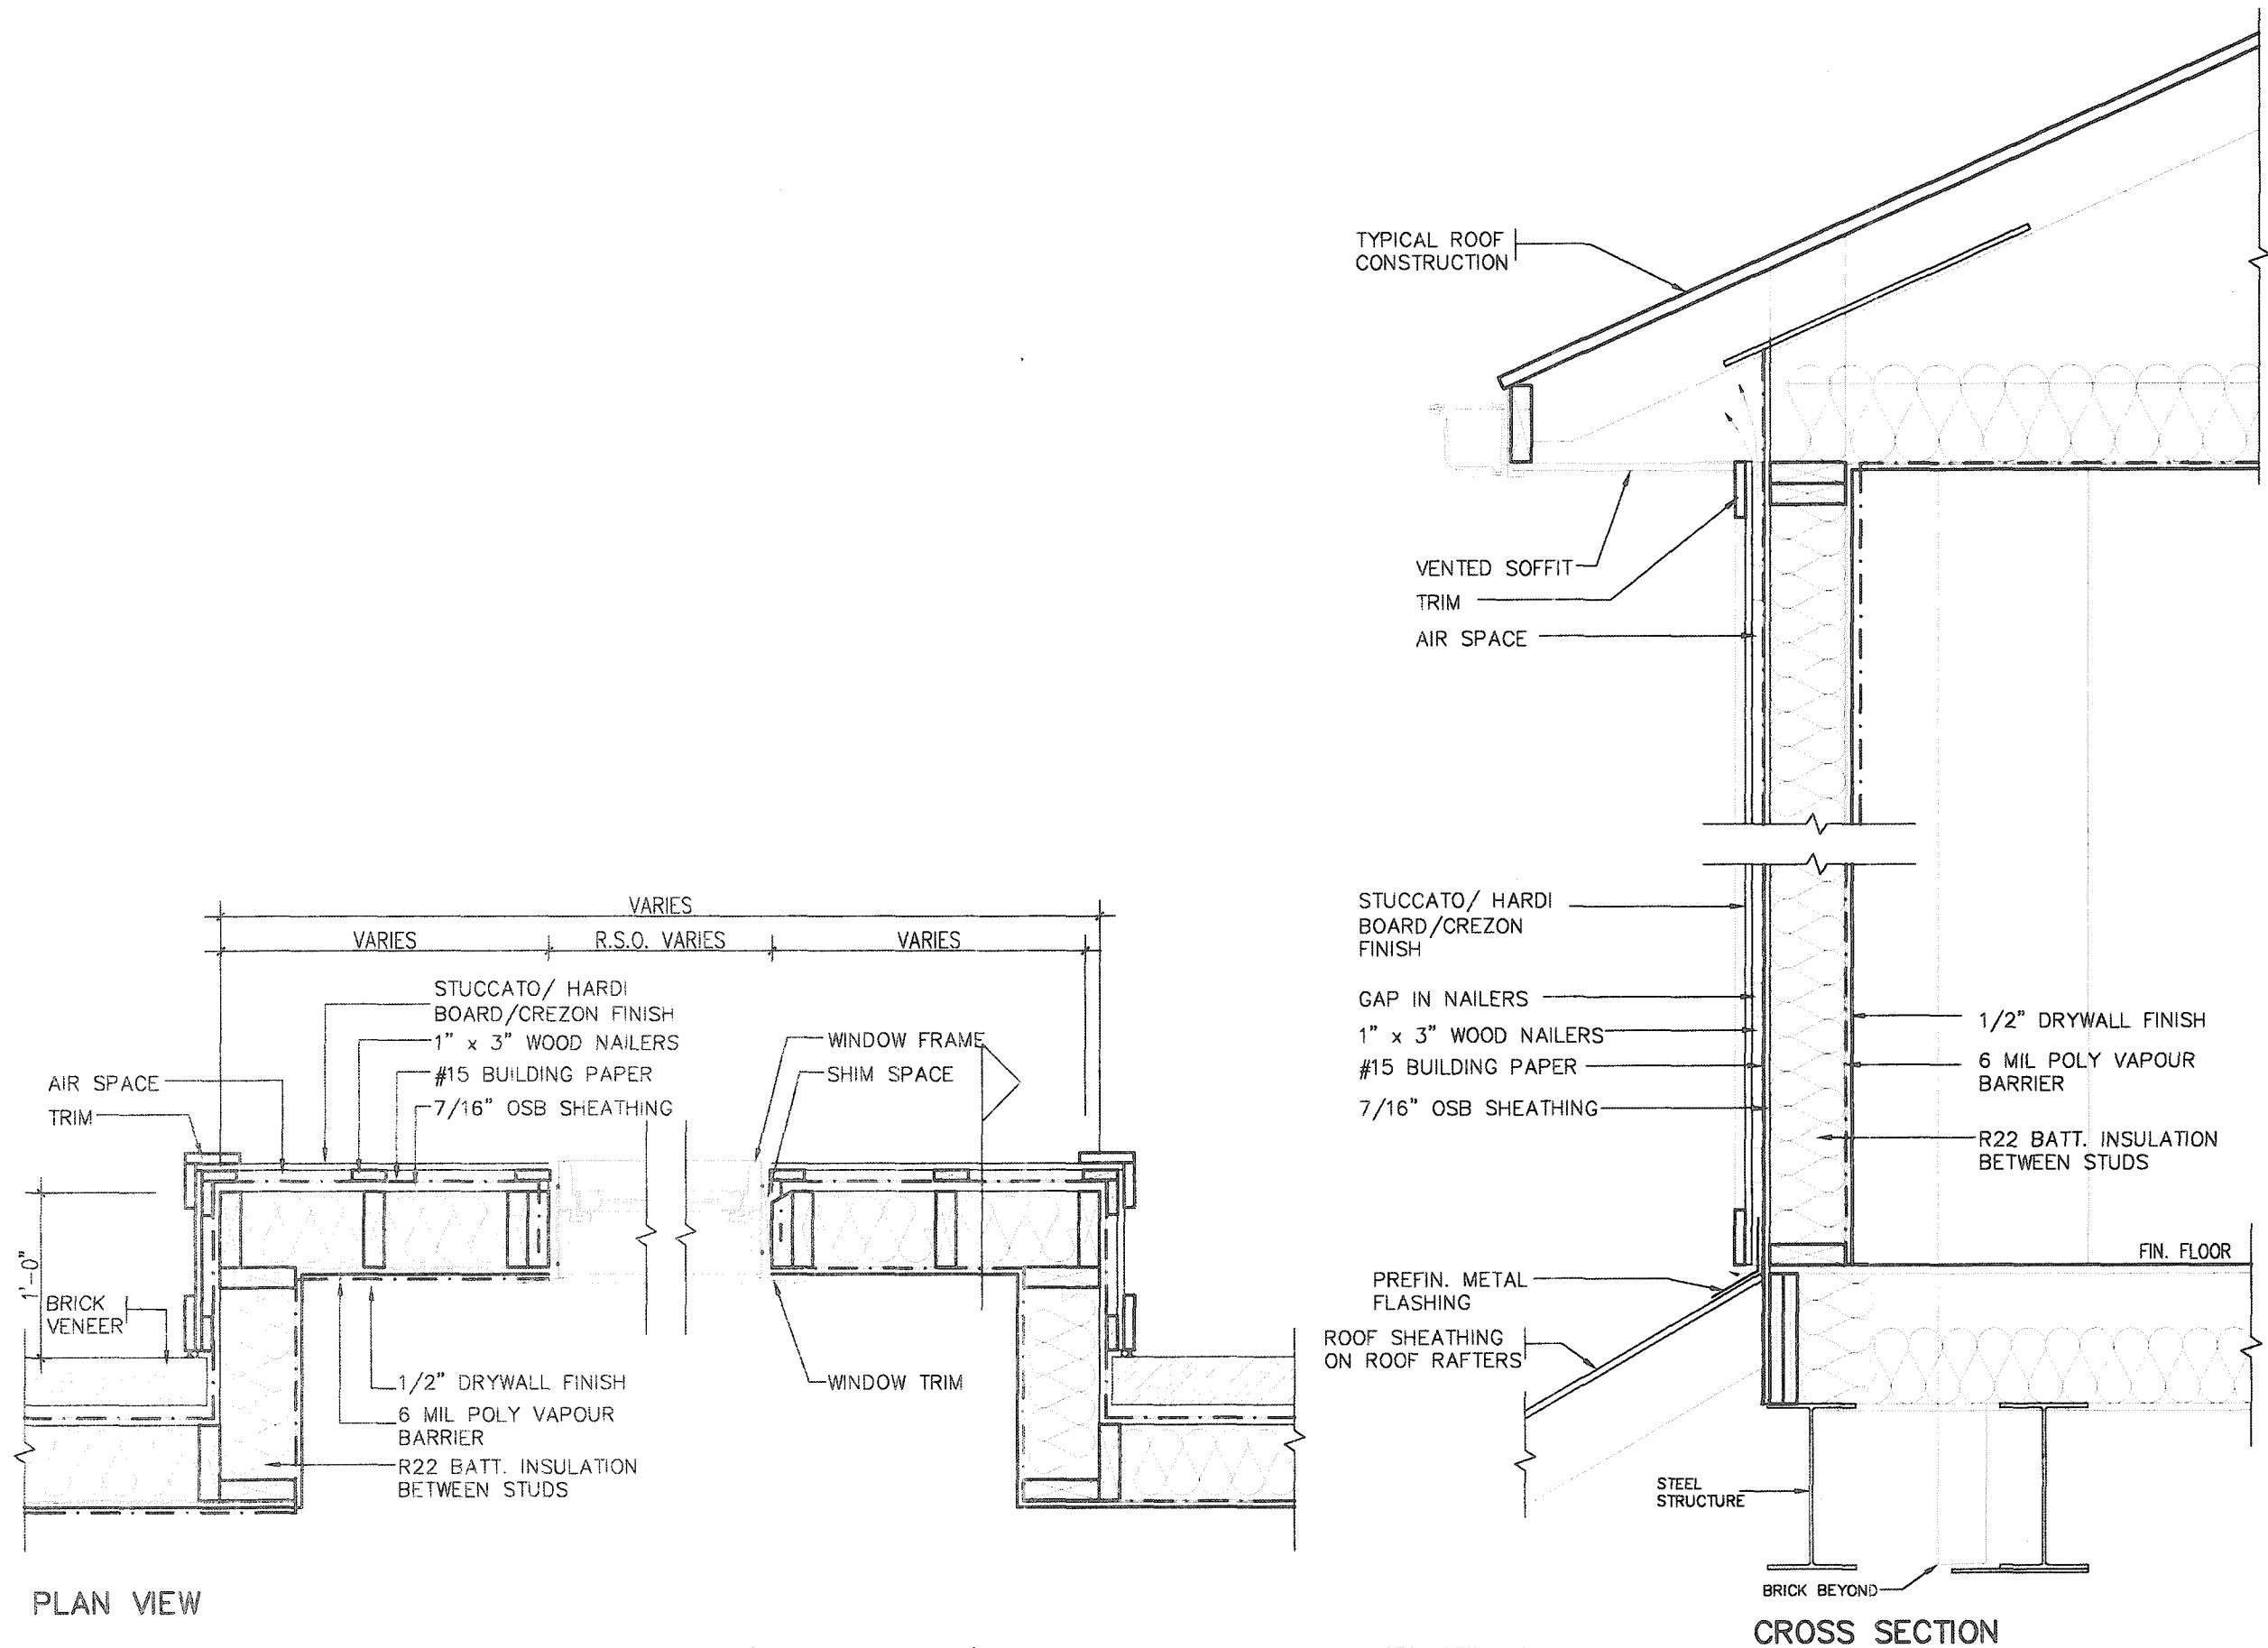 VARIES
VARIES
R.S.O. VARIES
VARIES
STUCCATO/ HARDI
BOARD/CREZON FINISH
1" x 3" WOOD NAILERS
#15 BUILDING PAPER
7/16" OSB SHEATHING
AIR SPACE
TRIM
WINDOW FRAME
SHIM SPACE
1'-0"
BRICK
VENEER
1/2" DRYWALL FINISH
6 MIL POLY VAPOUR
BARRIER
R22 BATT. INSULATION
BETWEEN STUDS
WINDOW TRIM
PLAN VIEW
TYPICAL ROOF
CONSTRUCTION
VENTED SOFFIT
TRIM
AIR SPACE
STUCCATO/ HARDI
BOARD/CREZON
FINISH
GAP IN NAILERS
1" x 3" WOOD NAILERS
#15 BUILDING PAPER
7/16" OSB SHEATHING
1/2" DRYWALL FINISH
6 MIL POLY VAPOUR
BARRIER
R22 BATT. INSULATION
BETWEEN STUDS
FIN. FLOOR
PREFIN. METAL
FLASHING
ROOF SHEATHING
ON ROOF RAFTERS
STEEL
STRUCTURE
BRICK BEYOND
CROSS SECTION